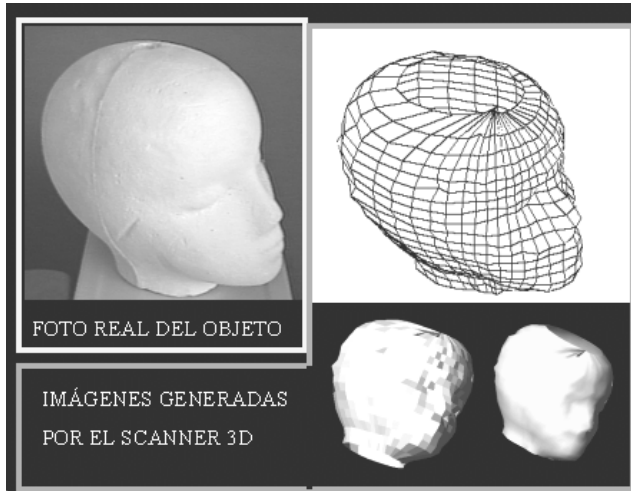 FOTO REAL DEL OBJETO
IMÁGENES GENERADAS
POR EL SCANNER 3D